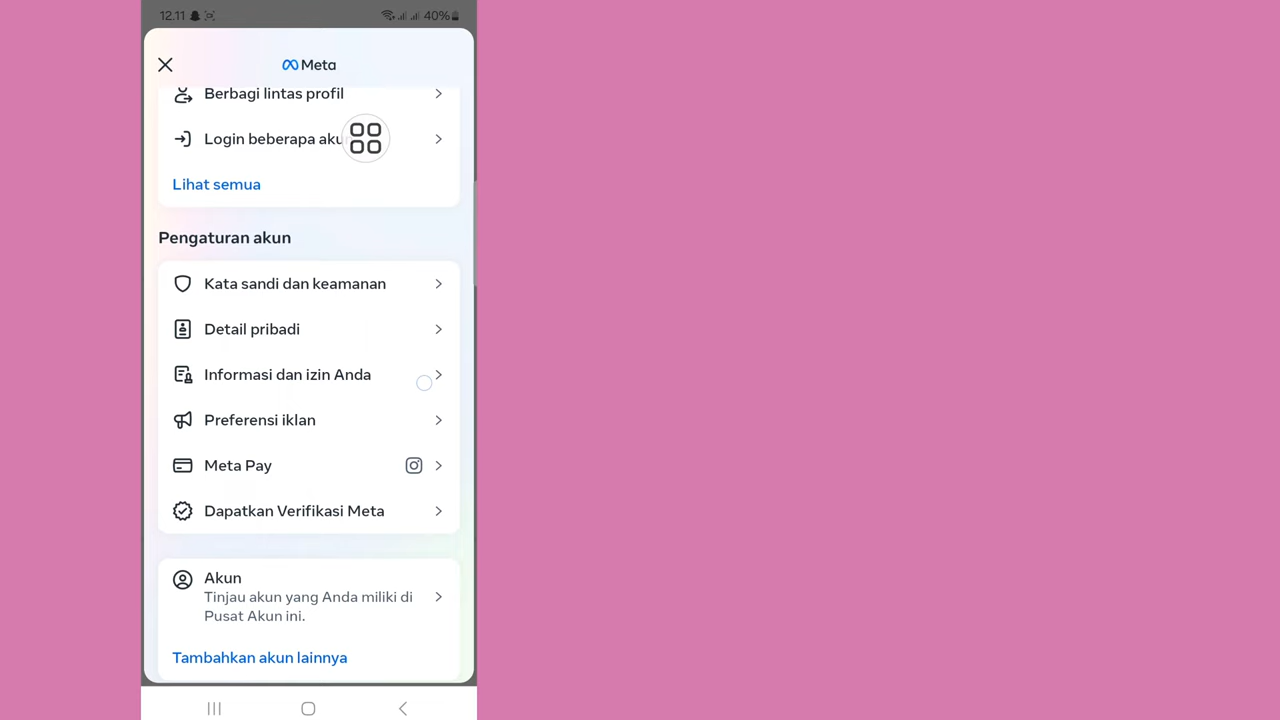 12.11
40%
Meta
Berbagi lintas profil
Login beberapa aku
Lihat semua
Pengaturan akun
Kata sandi dan keamanan
Detail pribadi
Informasi dan izin Anda
Preferensi iklan
Meta Pay
Dapatkan Verifikasi Meta
Akun
Tinjau akun yang Anda miliki di
Pusat Akun ini.
Tambahkan akun lainnya